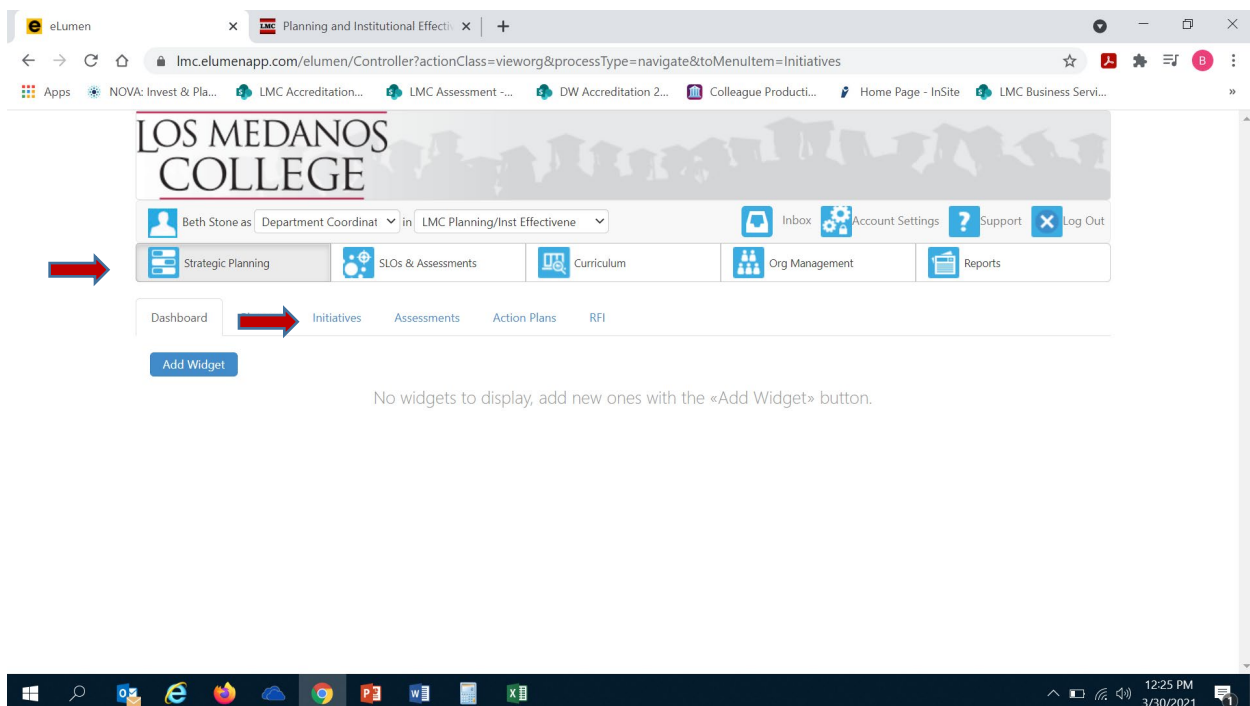 eLumen
LMC Planning and Institutional Effecti
lmc.elumenapp.com/elumen/Controller?actionClass=vieworg&processType=navigate&toMenuItem=Initiatives
B
Apps NOVA: Invest & Pla... LMC Accreditation... LMC Assessment -... DW Accreditation 2... Colleague Producti... Home Page - InSite LMC Business Servi... »
LOS MEDANOS
COLLEGE
Beth Stone as Department Coordinat in LMC Planning/Inst Effectivene Inbox Account Settings ? Support Log Out
Strategic Planning SLOs & Assessments Curriculum Org Management Reports
Dashboard Initiatives Assessments Action Plans RFI
Add Widget
No widgets to display, add new ones with the «Add Widget» button.
12:25 PM
3/30/2021